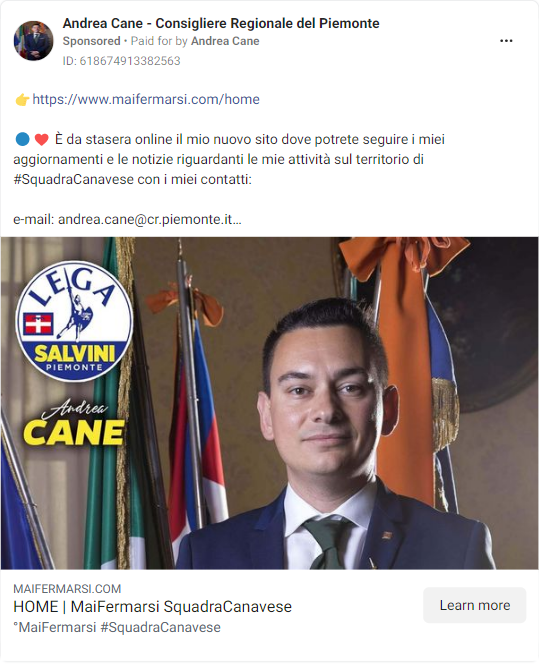 Andrea Cane - Consigliere Regionale del Piemonte
Sponsored • Paid for by Andrea Cane
ID: 618674913382563
👉 https://www.maifermarsi.com/home
🔵 ❤️ È da stasera online il mio nuovo sito dove potrete seguire i miei
aggiornamenti e le notizie riguardanti le mie attività sul territorio di
#SquadraCanavese con i miei contatti:
e-mail: andrea.cane@cr.piemonte.it...
LEGA
SALVINI
PIEMONTE
Andrea
CANE
MAIFERMARSI.COM
HOME | MaiFermarsi SquadraCanavese
°MaiFermarsi #SquadraCanavese
Learn more